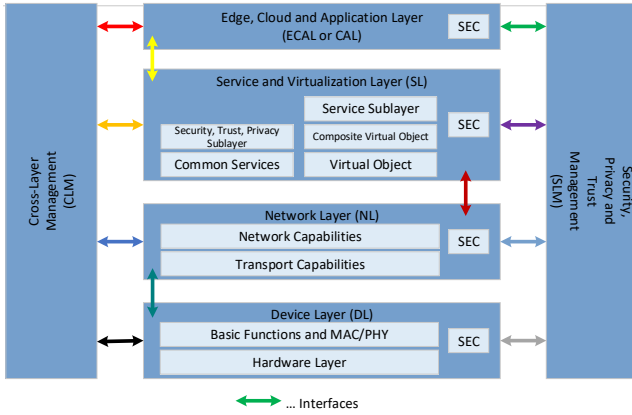 Edge, Cloud and Application Layer
(ECAL or CAL)
SEC
Service and Virtualization Layer (SL)
Service Sublayer
Security, Trust, Privacy
Sublayer
Composite Virtual Object
SEC
Common Services
Virtual Object
Cross-Layer
Management
(CLM)
Security,
Privacy and
Trust
Management
(SLM)
Network Layer (NL)
Network Capabilities
SEC
Transport Capabilities
Device Layer (DL)
Basic Functions and MAC/PHY
SEC
Hardware Layer
... Interfaces